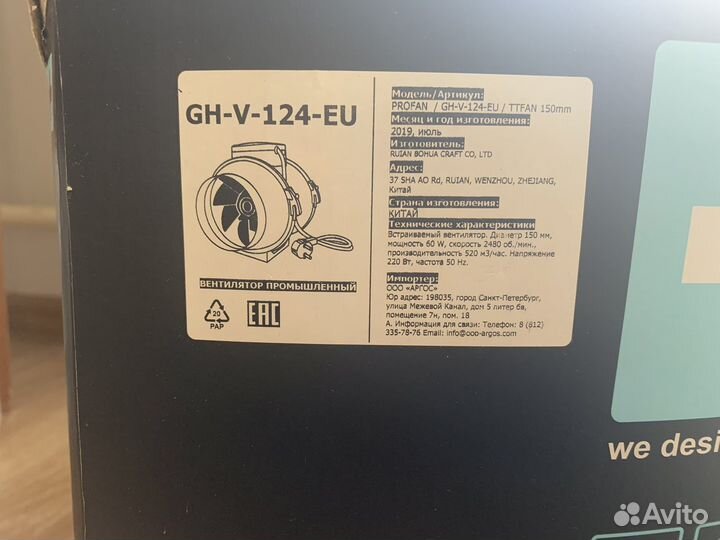 GH-V-124-EU
ВЕНТИЛЯТОР ПРОМЫШЛЕННЫЙ
20
PAP
EAC
Модель/Артикул:
PROFAN / GH-V-124-EU / TTFAN 150mm
Месяц и год изготовления:
2019, июль
Изготовитель:
RUIAN BOHUA CRAFT CO, LTD
Адрес:
37 SHA AO Rd, RUIAN, WENZHOU, ZHEJIANG,
Китай
Страна изготовления:
КИТАЙ
Технические характеристики
Встраиваемый вентилятор. Диаметр 150 мм,
мощность 60 W, скорость 2480 об./мин.,
производительность 520 м3/час. Напряжение
220 Вт, частота 50 Hz.
Импортер:
ООО «АРГОС»
Юр адрес: 198035, город Санкт-Петербург,
улица Межевой Канал, дом 5 литер 6в,
помещение 7н, пом. 18
А. Информация для связи: Телефон: 8 (812)
335-78-76 Email: info@ooo-argos.com
we desi
Avito